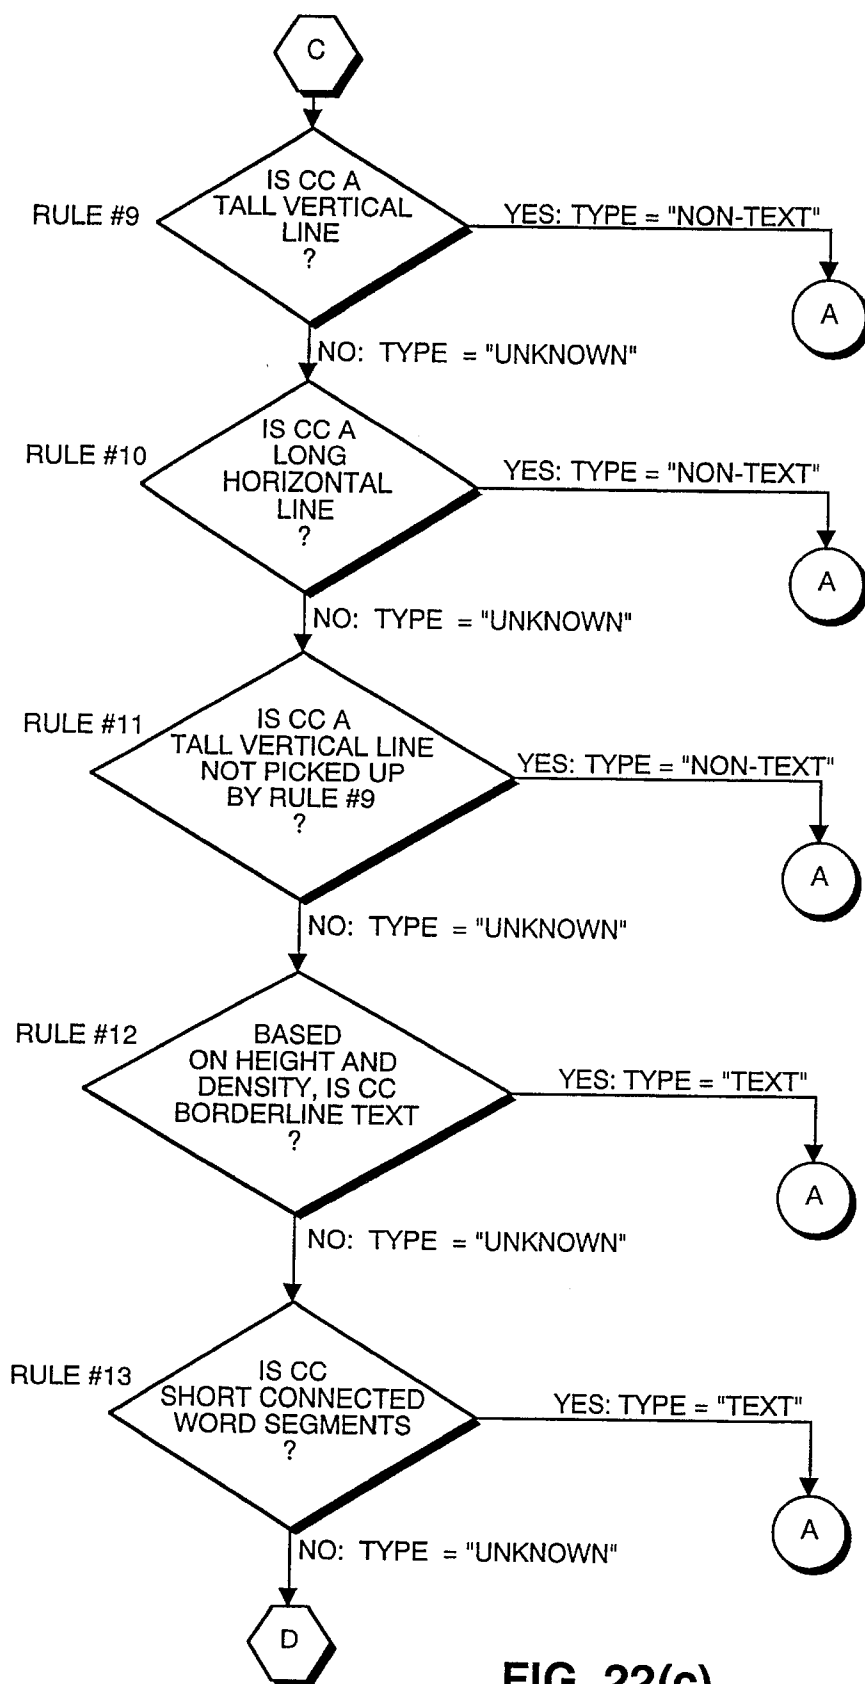 C
IS CC A
TALL VERTICAL
LINE
?
RULE #9
YES: TYPE = "NON-TEXT"
A
NO: TYPE = "UNKNOWN"
IS CC A
LONG
HORIZONTAL
LINE
?
RULE #10
YES: TYPE = "NON-TEXT"
A
NO: TYPE = "UNKNOWN"
RULE #11
IS CC A
TALL VERTICAL LINE
NOT PICKED UP
BY RULE #9
?
YES: TYPE = "NON-TEXT"
A
NO: TYPE = "UNKNOWN"
RULE #12
BASED
ON HEIGHT AND
DENSITY, IS CC
BORDERLINE TEXT
?
YES: TYPE = "TEXT"
A
NO: TYPE = "UNKNOWN"
RULE #13
IS CC
SHORT CONNECTED
WORD SEGMENTS
?
YES: TYPE = "TEXT"
A
NO: TYPE = "UNKNOWN"
D
FIG. 22(c)